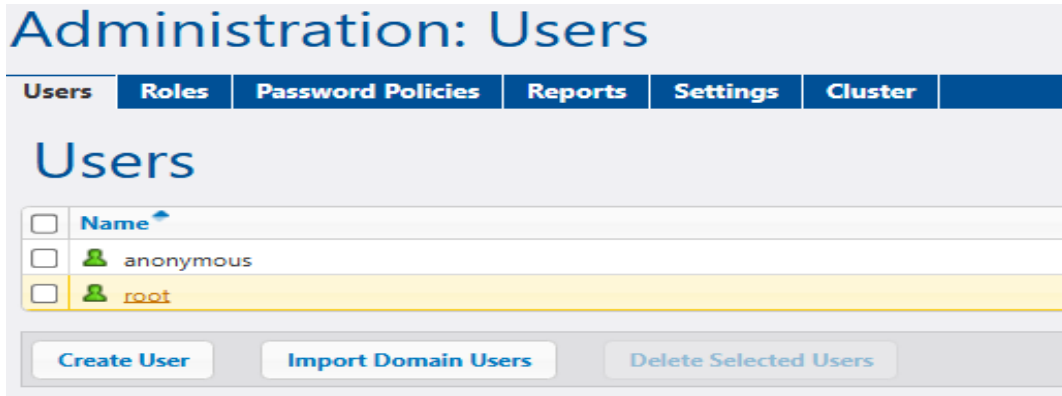 Administration: Users
Users Roles Password Policies Reports Settings Cluster
Users
Name
anonymous
root
Create User Import Domain Users Delete Selected Users